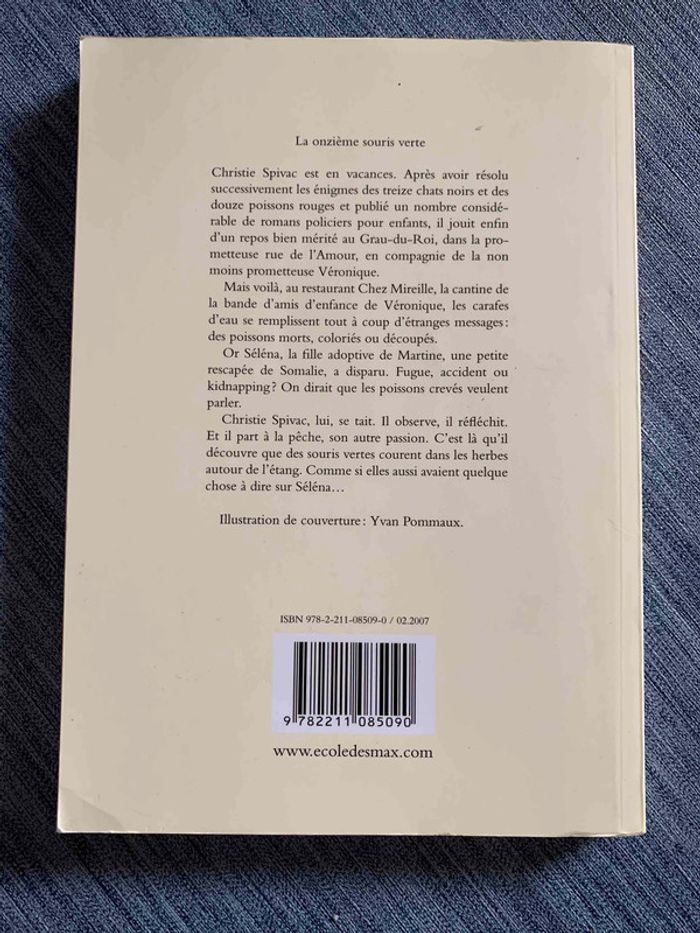 La onzième souris verte
Christie Spivac est en vacances. Après avoir résolu
successivement les énigmes des treize chats noirs et des
douze poissons rouges et publié un nombre considé-
rable de romans policiers pour enfants, il jouit enfin
d'un repos bien mérité au Grau-du-Roi, dans la pro-
metteuse rue de l'Amour, en compagnie de la non
moins prometteuse Véronique.
Mais voilà, au restaurant Chez Mireille, la cantine de
la bande d'amis d'enfance de Véronique, les carafes
d'eau se remplissent tout à coup d'étranges messages :
des poissons morts, coloriés ou découpés.
Or Séléna, la fille adoptive de Martine, une petite
rescapée de Somalie, a disparu. Fugue, accident ou
kidnapping ? On dirait que les poissons crevés veulent
parler.
Christie Spivac, lui, se tait. Il observe, il réfléchit.
Et il part à la pêche, son autre passion. C'est là qu'il
découvre que des souris vertes courent dans les herbes
autour de l'étang. Comme si elles aussi avaient quelque
chose à dire sur Séléna…
Illustration de couverture : Yvan Pommaux.
ISBN 978-2-211-08509-0 / 02.2007
9 782211 085090
www.ecoledesmax.com